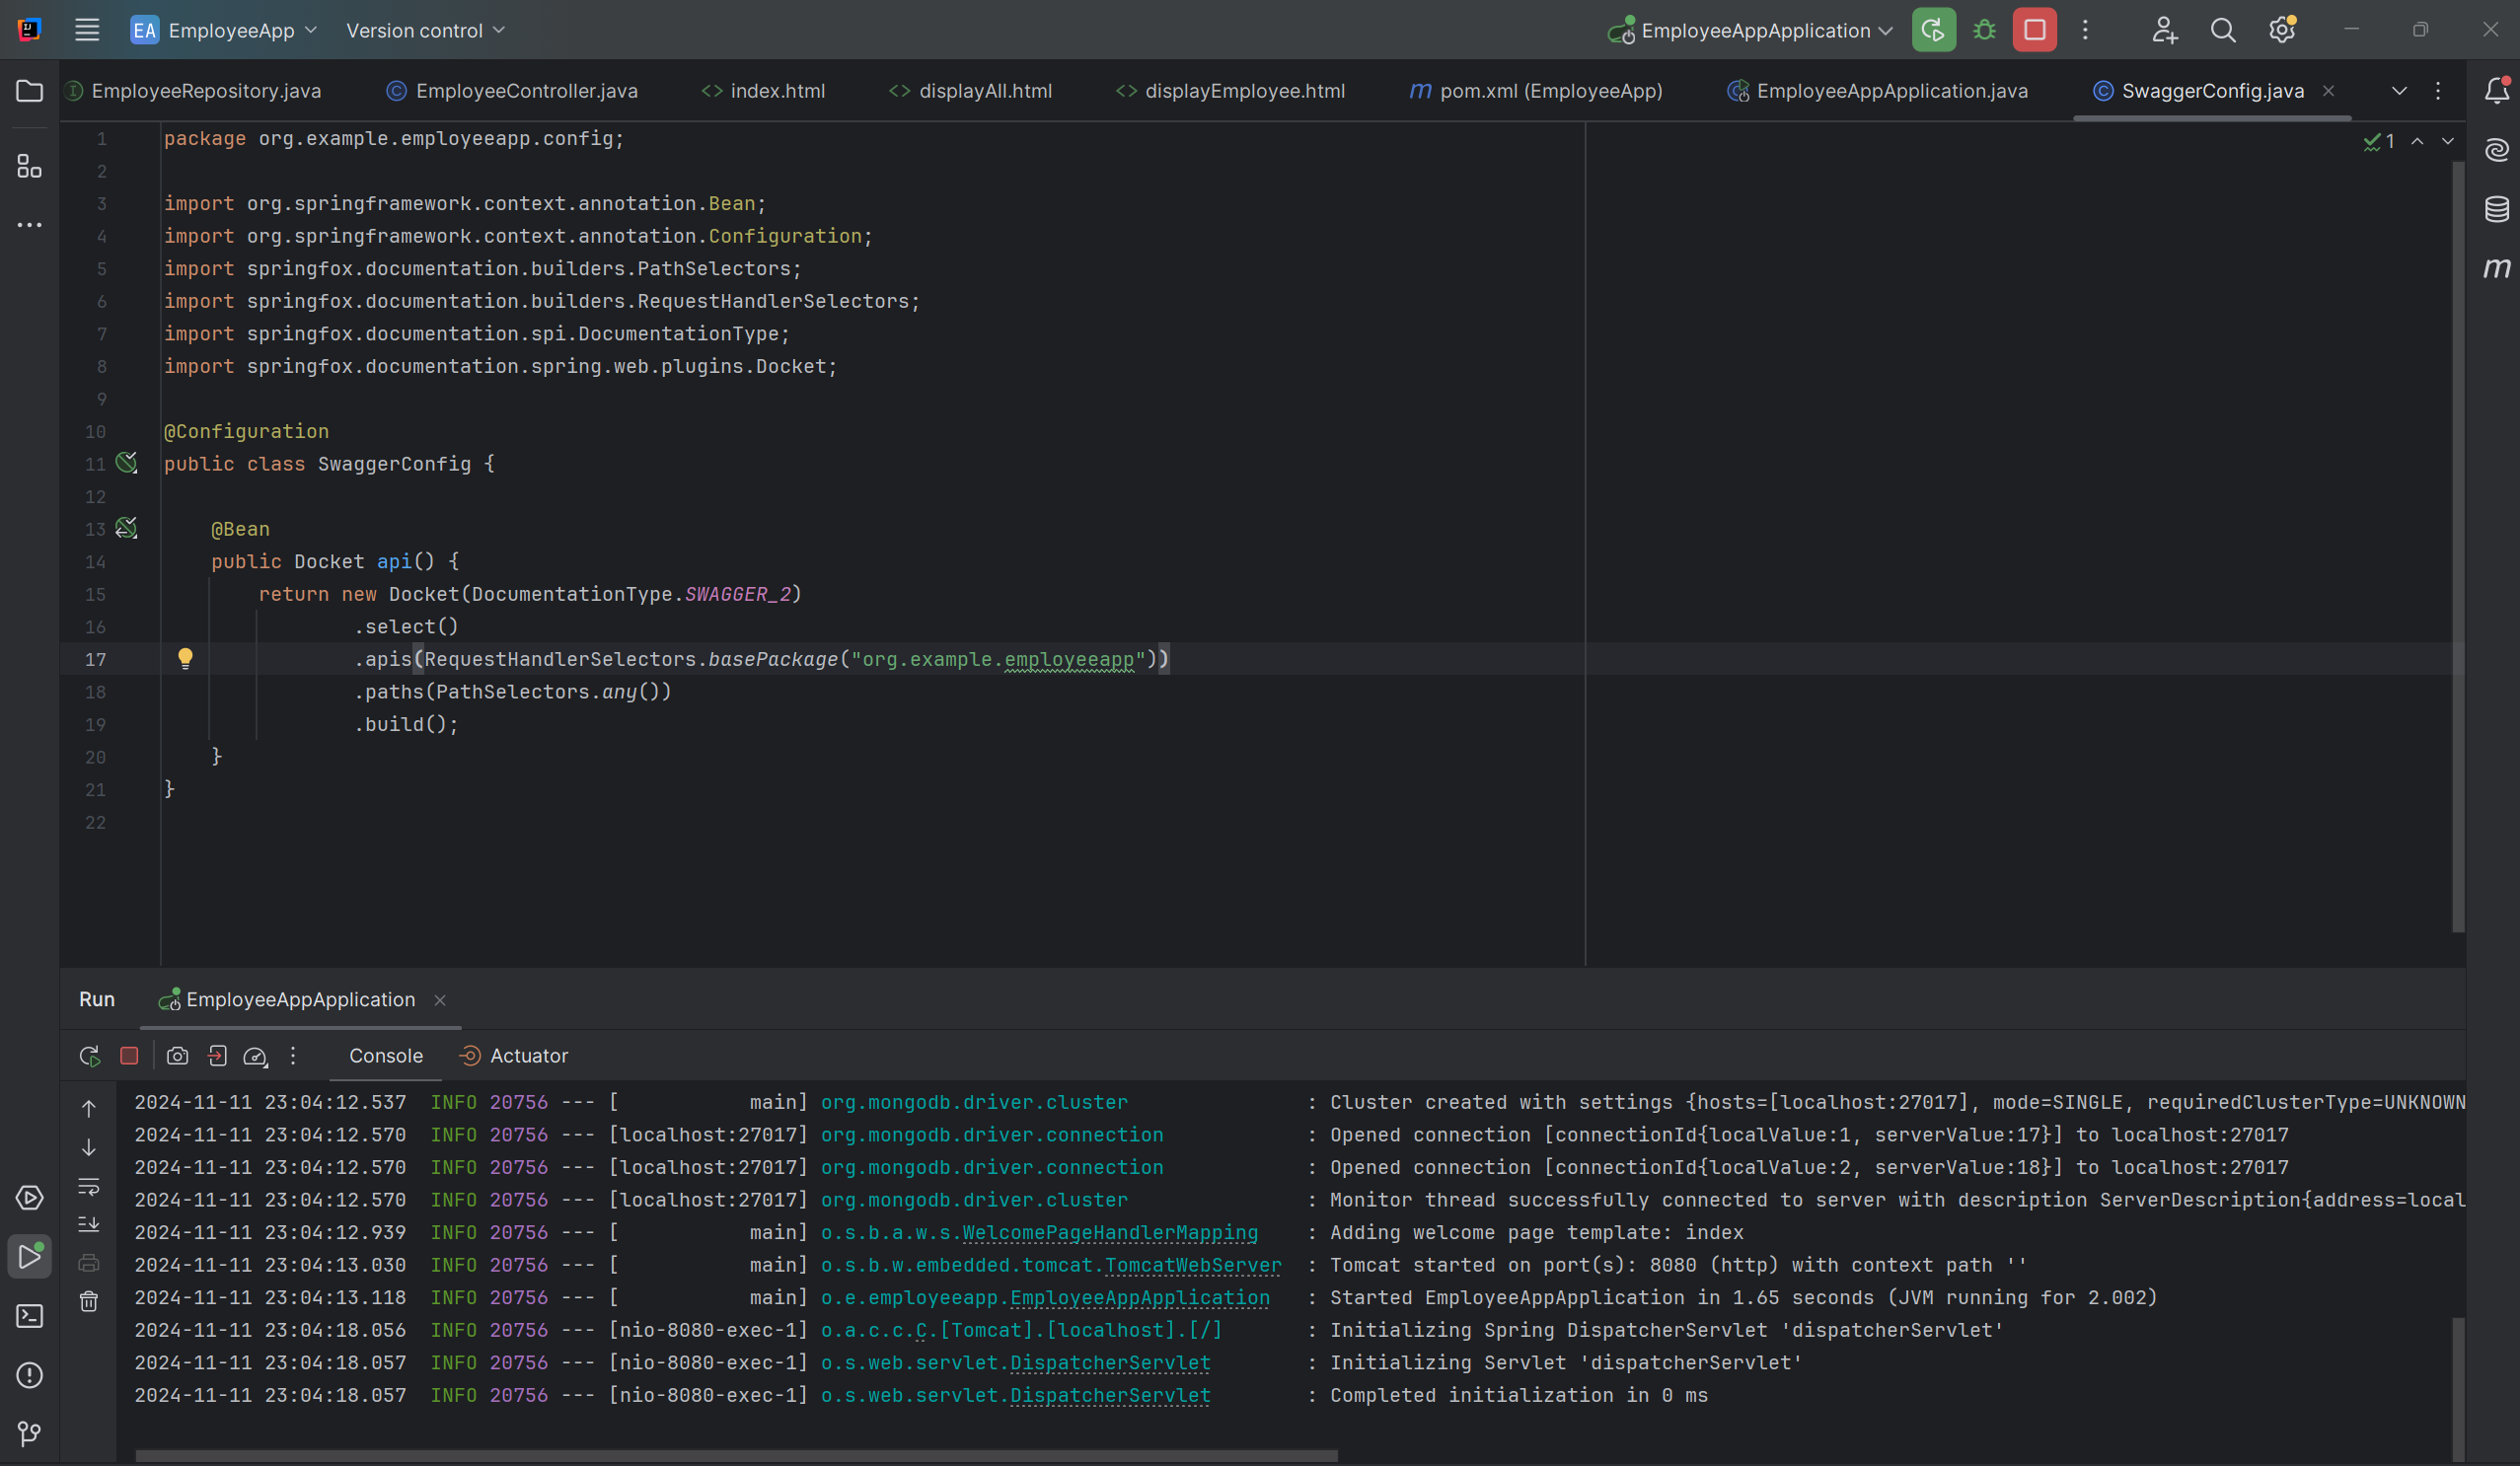 EA EmployeeApp Version control EmployeeAppApplication
EmployeeRepository.java EmployeeController.java index.html displayAll.html displayEmployee.html pom.xml (EmployeeApp) EmployeeAppApplication.java SwaggerConfig.java
1 package org.example.employeeapp.config;
2
3 import org.springframework.context.annotation.Bean;
4 import org.springframework.context.annotation.Configuration;
5 import springfox.documentation.builders.PathSelectors;
6 import springfox.documentation.builders.RequestHandlerSelectors;
7 import springfox.documentation.spi.DocumentationType;
8 import springfox.documentation.spring.web.plugins.Docket;
9
10 @Configuration
11 public class SwaggerConfig {
12
13 @Bean
14 public Docket api() {
15 return new Docket(DocumentationType.SWAGGER_2)
16 .select()
17 .apis(RequestHandlerSelectors.basePackage("org.example.employeeapp"))
18 .paths(PathSelectors.any())
19 .build();
20 }
21 }
22
1
Run EmployeeAppApplication
Console Actuator
2024-11-11 23:04:12.537 INFO 20756 --- [ main] org.mongodb.driver.cluster : Cluster created with settings {hosts=[localhost:27017], mode=SINGLE, requiredClusterType=UNKNOWN
2024-11-11 23:04:12.570 INFO 20756 --- [localhost:27017] org.mongodb.driver.connection : Opened connection [connectionId{localValue:1, serverValue:17}] to localhost:27017
2024-11-11 23:04:12.570 INFO 20756 --- [localhost:27017] org.mongodb.driver.connection : Opened connection [connectionId{localValue:2, serverValue:18}] to localhost:27017
2024-11-11 23:04:12.570 INFO 20756 --- [localhost:27017] org.mongodb.driver.cluster : Monitor thread successfully connected to server with description ServerDescription{address=local
2024-11-11 23:04:12.939 INFO 20756 --- [ main] o.s.b.a.w.s.WelcomePageHandlerMapping : Adding welcome page template: index
2024-11-11 23:04:13.030 INFO 20756 --- [ main] o.s.b.w.embedded.tomcat.TomcatWebServer : Tomcat started on port(s): 8080 (http) with context path ''
2024-11-11 23:04:13.118 INFO 20756 --- [ main] o.e.employeeapp.EmployeeAppApplication : Started EmployeeAppApplication in 1.65 seconds (JVM running for 2.002)
2024-11-11 23:04:18.056 INFO 20756 --- [nio-8080-exec-1] o.a.c.c.C.[Tomcat].[localhost].[/] : Initializing Spring DispatcherServlet 'dispatcherServlet'
2024-11-11 23:04:18.057 INFO 20756 --- [nio-8080-exec-1] o.s.web.servlet.DispatcherServlet : Initializing Servlet 'dispatcherServlet'
2024-11-11 23:04:18.057 INFO 20756 --- [nio-8080-exec-1] o.s.web.servlet.DispatcherServlet : Completed initialization in 0 ms